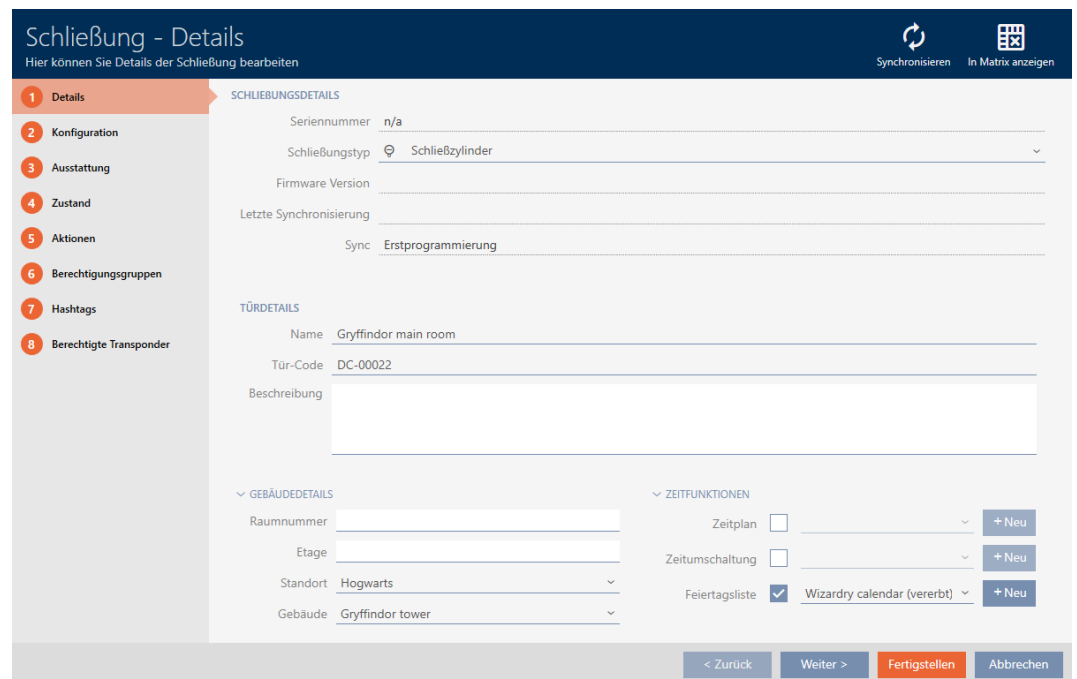 Schließung - Details
Hier können Sie Details der Schließung bearbeiten
Synchronisieren
In Matrix anzeigen
1 Details
2 Konfiguration
3 Ausstattung
4 Zustand
5 Aktionen
6 Berechtigungsgruppen
7 Hashtags
8 Berechtigte Transponder
SCHLIEßUNGSDETAILS
Seriennummer n/a
Schließungstyp Schließzylinder
Firmware Version
Letzte Synchronisierung
Sync Erstprogrammierung
TÜRDETAILS
Name Gryffindor main room
Tür-Code DC-00022
Beschreibung
GEBÄUDEDETAILS
Raumnummer
Etage
Standort Hogwarts
Gebäude Gryffindor tower
ZEITFUNKTIONEN
Zeitplan + Neu
Zeitumschaltung + Neu
Feiertagsliste Wizardry calendar (vererbt) + Neu
< Zurück
Weiter >
Fertigstellen
Abbrechen